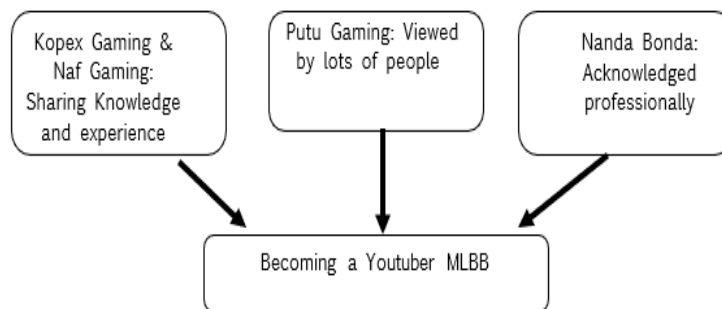 Kopex Gaming &
Naf Gaming:
Sharing Knowledge
and experience
Putu Gaming: Viewed
by lots of people
Nanda Bonda:
Acknowledged
professionally
Becoming a Youtuber MLBB